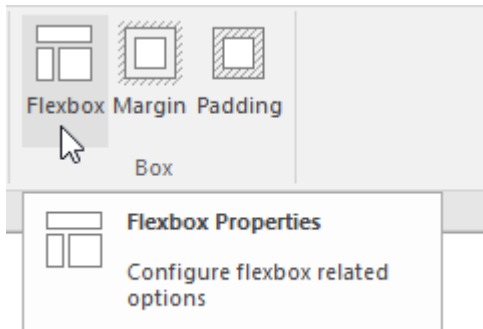 Flexbox Margin Padding
Box
Flexbox Properties
Configure flexbox related
options